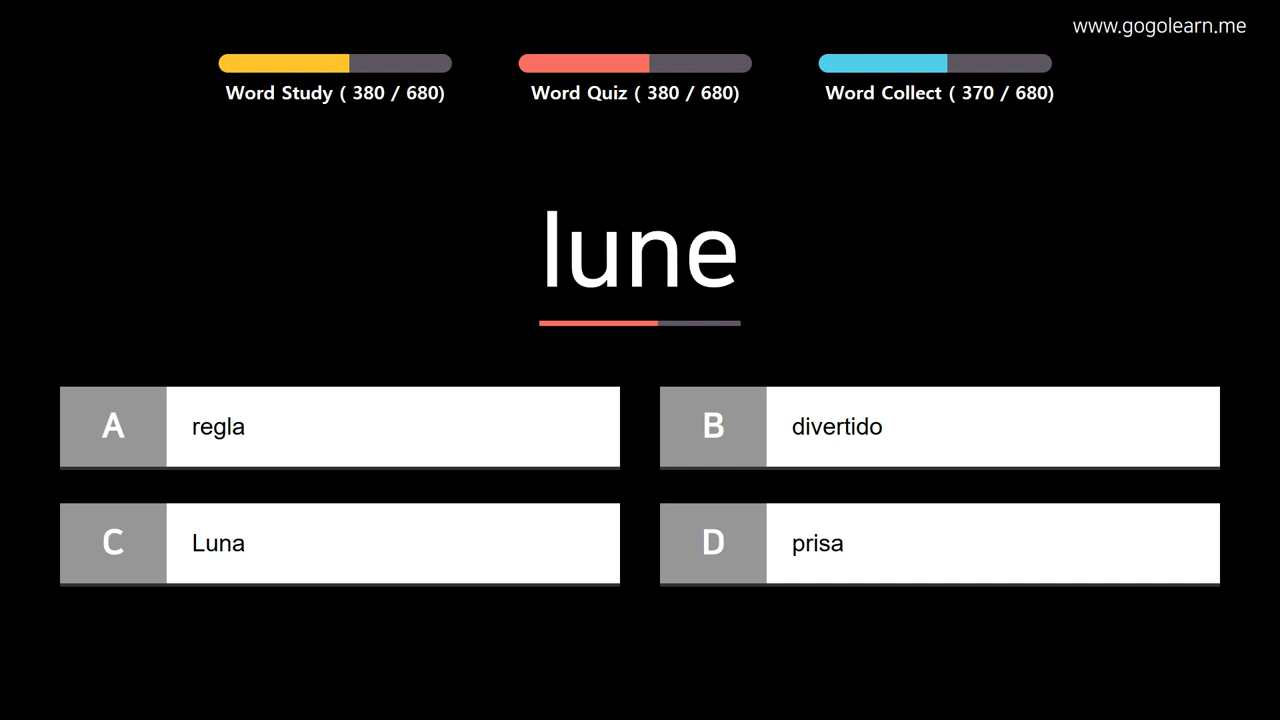 www.gogolearn.me
Word Study ( 380 / 680)
Word Quiz ( 380 / 680)
Word Collect ( 370 / 680)
lune
A regla
B divertido
C Luna
D prisa